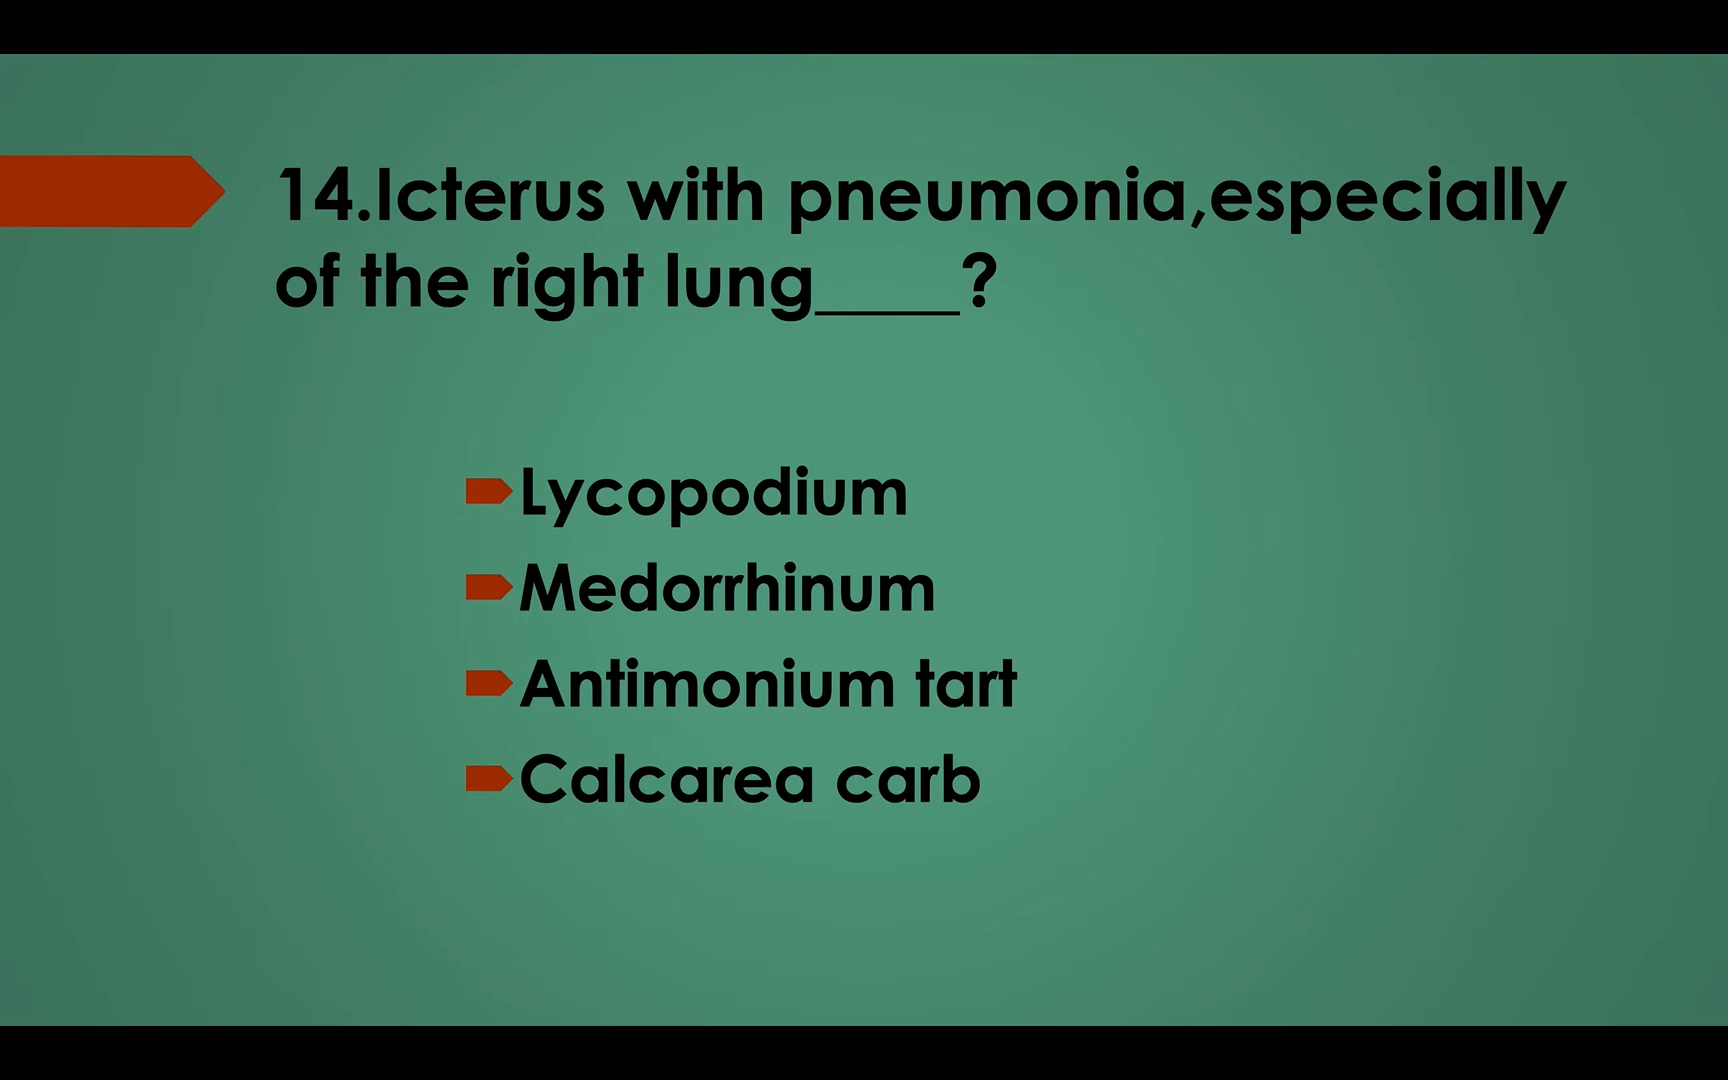 14.Icterus with pneumonia,especially
of the right lung____?
Lycopodium
Medorrhinum
Antimonium tart
Calcarea carb